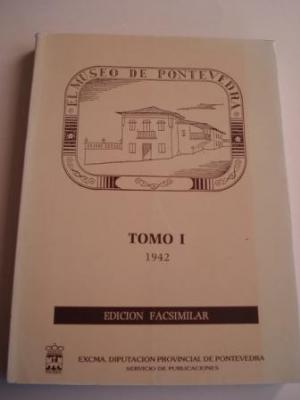 EL MUSEO DE PONTEVEDRA
TOMO I
1942
EDICION FACSIMILAR
EXCMA. DIPUTACION PROVINCIAL DE PONTEVEDRA
SERVICIO DE PUBLICACIONES